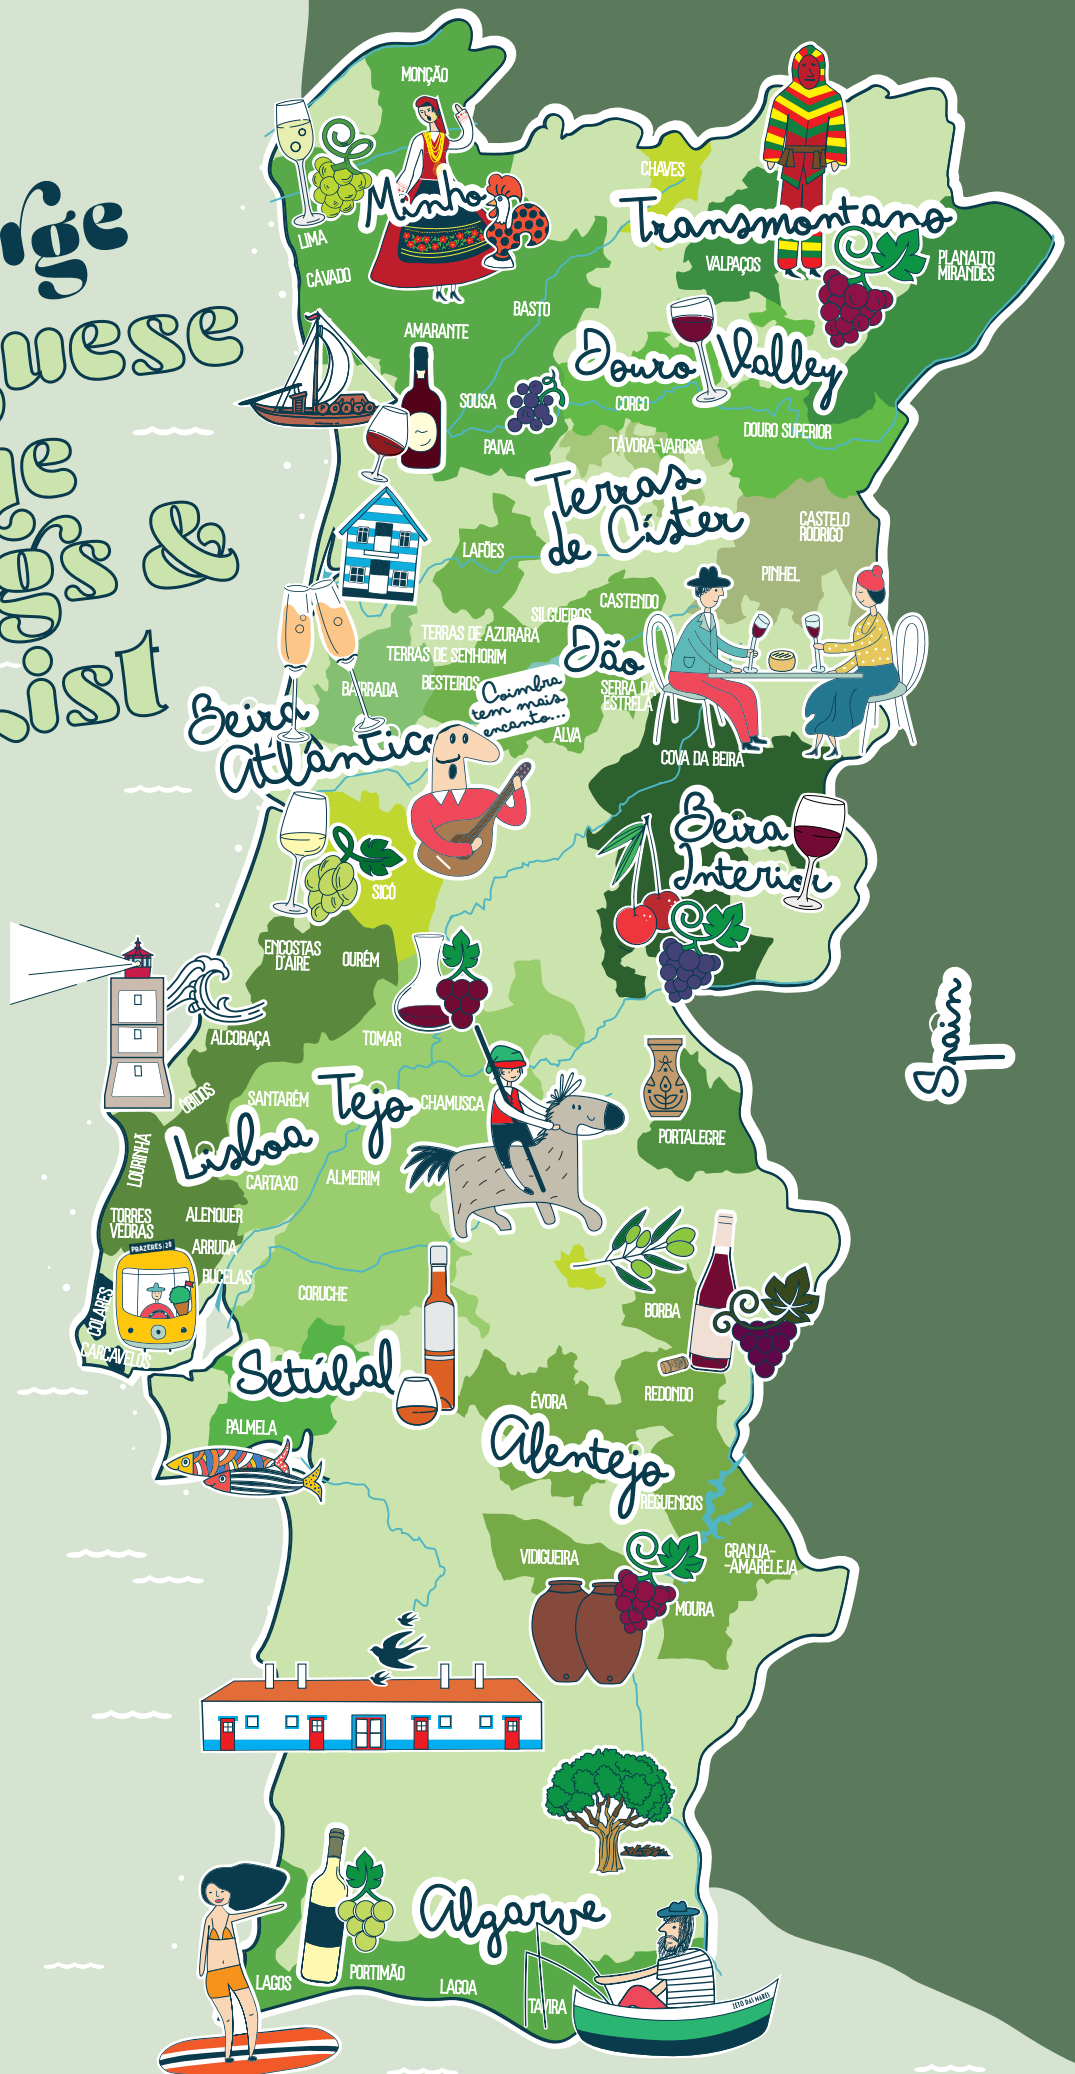 rge
uese
gs &
ist
MONÇÃO
Minho
LIMA
CÁVADO
BASTO
AMARANTE
SOUSA
PAIVA
PORTO
CHAVES
Transmontano
VALPAÇOS
PLANALTO
MIRANDÊS
Douro Valley
CORGO
DOURO SUPERIOR
TÁVORA-VAROSA
Terras
de Cister
CASTELO
RODRIGO
PINHEL
LAFÕES
CASTENDO
SILGUEIROS
TERRAS DE AZURARA
TERRAS DE SENHORIM
Dão
BESTEIROS
SERRA DA
ESTRELA
ALVA
BAIRRADA
Coimbra
tem mais
encanto...
Beira
Atlântico
COVA DA BEIRA
Beira
Interior
SICÓ
ENCOSTAS
D'AIRE
OURÉM
ALCOBAÇA
TOMAR
ÓBIDOS
SANTARÉM
Tejo
CHAMUSCA
LOURINHÃ
Lisboa
CARTAXO
ALMEIRIM
PORTALEGRE
Spain
TORRES
VEDRAS
ALENQUER
ARRUDA
PRAZERES 28
BUCELAS
COLARES
CARCAVELOS
CORUCHE
BORBA
Setúbal
PALMELA
ÉVORA
REDONDO
Alentejo
REGUENGOS
VIDIGUEIRA
GRANJA-
-AMARELEJA
MOURA
Algarve
LAGOS
PORTIMÃO
LAGOA
TAVIRA